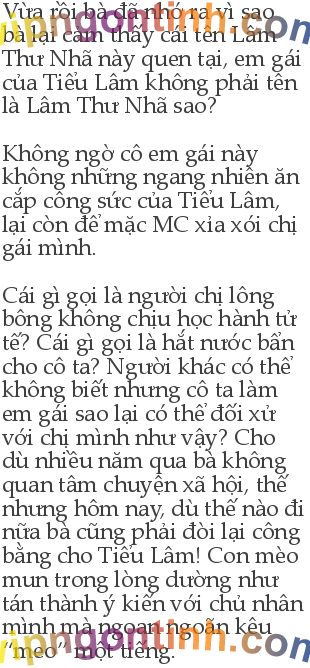 Vừa rồi bà đã nhớ ra vì sao
bà lại cảm thấy cái tên Lâm
Thư Nhã này quen tai, em gái
của Tiểu Lâm không phải tên
là Lâm Thư Nhã sao?
Không ngờ cô em gái này
không những ngang nhiên ăn
cắp công sức của Tiểu Lâm,
lại còn để mặc MC xỉa xói chị
gái mình.
Cái gì gọi là người chị lông
bông không chịu học hành tử
tế? Cái gì gọi là hắt nước bẩn
cho cô ta? Người khác có thể
không biết nhưng cô ta làm
em gái sao lại có thể đối xử
với chị mình như vậy? Cho
dù nhiều năm qua bà không
quan tâm chuyện xã hội, thế
nhưng hôm nay, dù thế nào đi
nữa bà cũng phải đòi lại công
bằng cho Tiểu Lâm! Con mèo
mun trong lòng dường như
tán thành ý kiến với chủ nhân
mình mà ngoan ngoãn kêu
“meo” một tiếng.
vipngontinh.com
vipngontinh.com